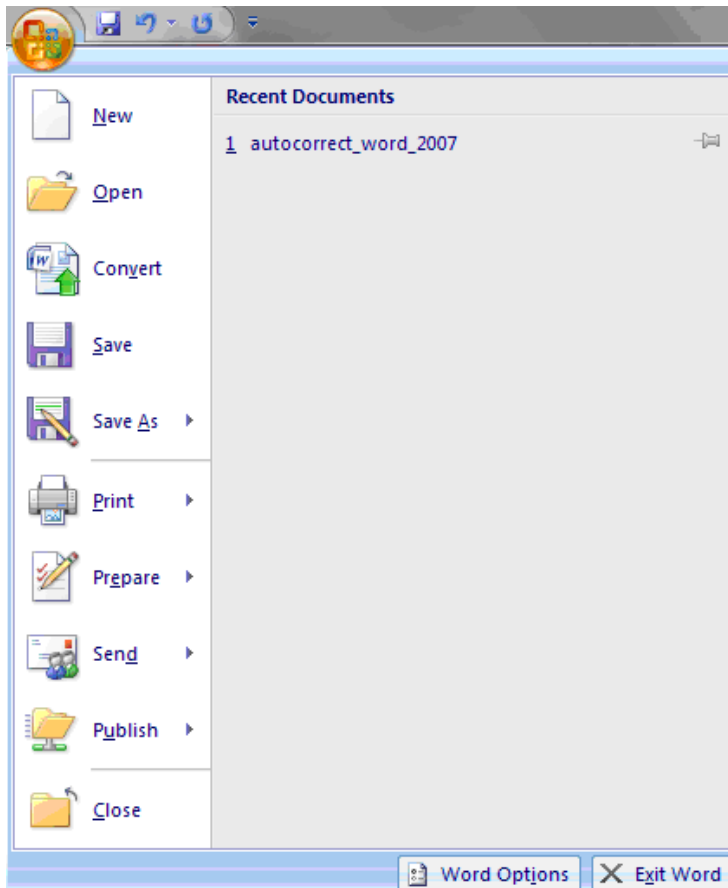 New
Open
Convert
Save
Save As
Print
Prepare
Send
Publish
Close
Recent Documents
1 autocorrect_word_2007
Word Options
Exit Word